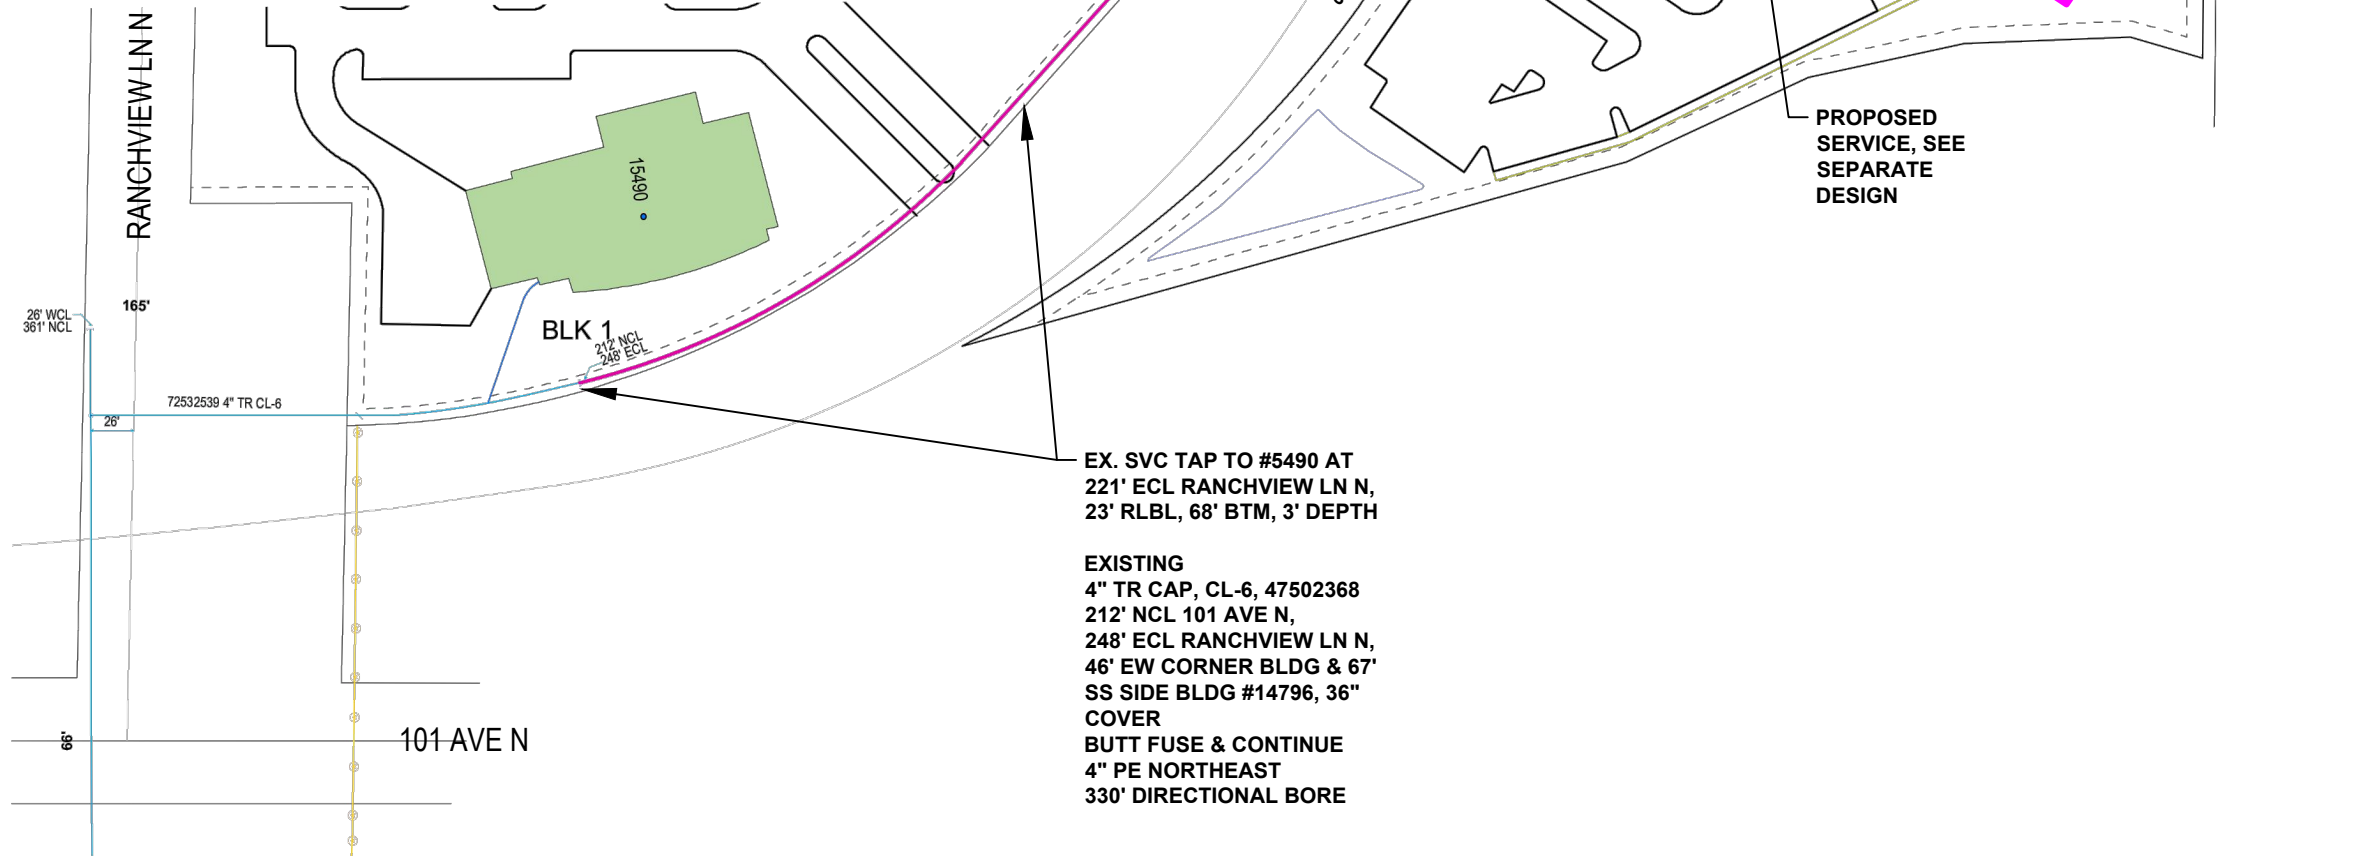 RANCHVIEW LN N
15490
PROPOSED
SERVICE, SEE
SEPARATE
DESIGN
165'
26' WCL
361' NCL
BLK 1
212' NCL
248' ECL
72532539 4" TR CL-6
26'
EX. SVC TAP TO #5490 AT
221' ECL RANCHVIEW LN N,
23' RLBL, 68' BTM, 3' DEPTH
EXISTING
4" TR CAP, CL-6, 47502368
212' NCL 101 AVE N,
248' ECL RANCHVIEW LN N,
46' EW CORNER BLDG & 67'
SS SIDE BLDG #14796, 36"
COVER
BUTT FUSE & CONTINUE
4" PE NORTHEAST
330' DIRECTIONAL BORE
66'
101 AVE N